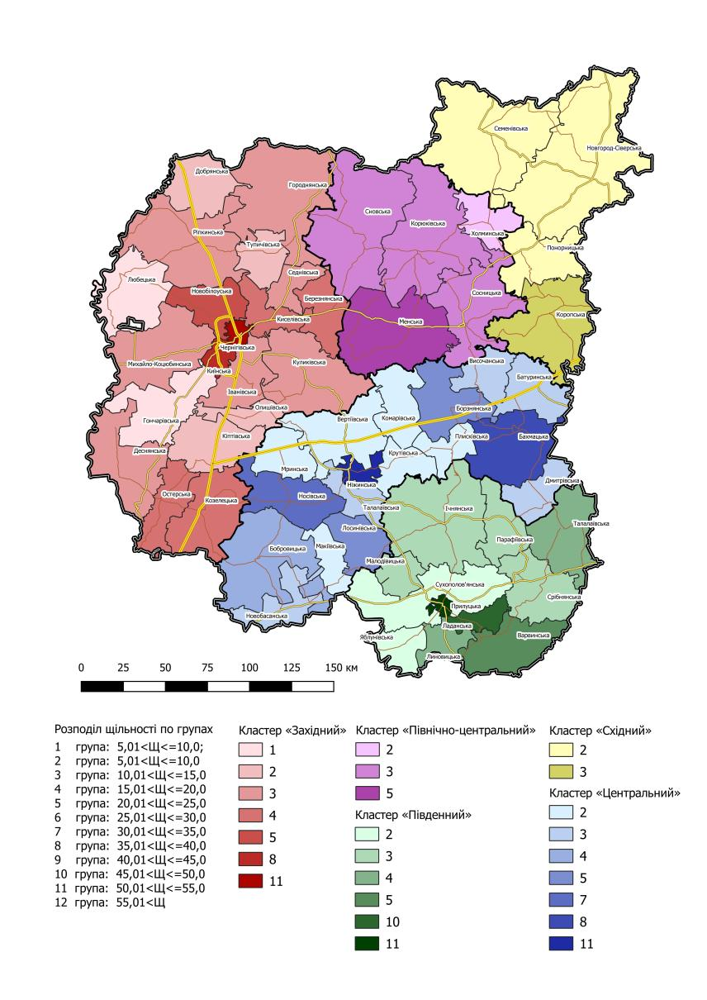 Семенівська
Новгород-Сіверська
Добрянська
Городнянська
Сновська
Корюківська
Холминська
Ріпкинська
Тупичівська
Понорницька
Седнівська
Любецька
Новобілоуська
Березнянська
Сосницька
Киселівська
Менська
Коропська
Чернігівська
Михайло-Коцюбинська
Куликівська
Височанська
Київська
Батуринська
Іванівська
Олишівська
Борзнянська
Гончарівська
Вертіївська
Комарівська
Кіптівська
Плисківська
Бахмацька
Деснянська
Крутівська
Мринська
Ніжинська
Дмитрівська
Остерська
Козелецька
Носівська
Талалаївська
Ічнянська
Талалаївська
Лосинівська
Парафіївська
Бобровицька
Макіївська
Малодівицька
Сухополов'янська
Срібнянська
Прилуцька
Новобасанська
Ладанська
Яблунівська
Варвинська
Линовицька
0 25 50 75 100 125 150 км
Розподіл щільності по групах
1 група: 5,01<Щ<=10,0;
2 група: 5,01<Щ<=10,0
3 група: 10,01<Щ<=15,0
4 група: 15,01<Щ<=20,0
5 група: 20,01<Щ<=25,0
6 група: 25,01<Щ<=30,0
7 група: 30,01<Щ<=35,0
8 група: 35,01<Щ<=40,0
9 група: 40,01<Щ<=45,0
10 група: 45,01<Щ<=50,0
11 група: 50,01<Щ<=55,0
12 група: 55,01<Щ
Кластер «Західний»
1
2
3
4
5
8
11
Кластер «Північно-центральний»
2
3
5
Кластер «Південний»
2
3
4
5
10
11
Кластер «Східний»
2
3
Кластер «Центральний»
2
3
4
5
7
8
11